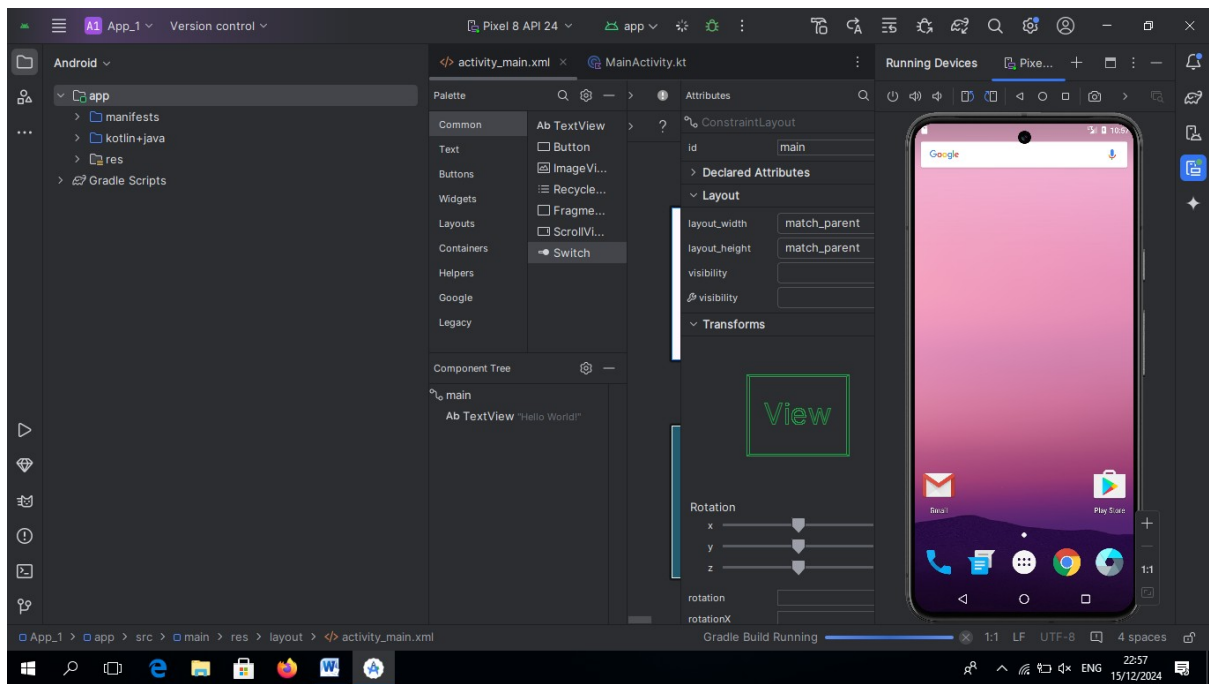 A1 App_1 Version control Pixel 8 API 24 app
Android
app
manifests
kotlin+java
res
Gradle Scripts
activity_main.xml MainActivity.kt
Palette
Common
Text
Buttons
Widgets
Layouts
Containers
Helpers
Google
Legacy
Ab TextView
Button
ImageVi...
Recycle...
Fragme...
ScrollVi...
Switch
Component Tree
main
Ab TextView "Hello World!"
?
Attributes
ConstraintLayout
id main
Declared Attributes
Layout
layout_width match_parent
layout_height match_parent
visibility
visibility
Transforms
View
Rotation
x
y
z
rotation
rotationX
Running Devices Pixe...
Google
Play Store
1:1
App_1 > app > src > main > res > layout > activity_main.xml
Gradle Build Running 1:1 LF UTF-8 4 spaces
ENG 22:57
15/12/2024